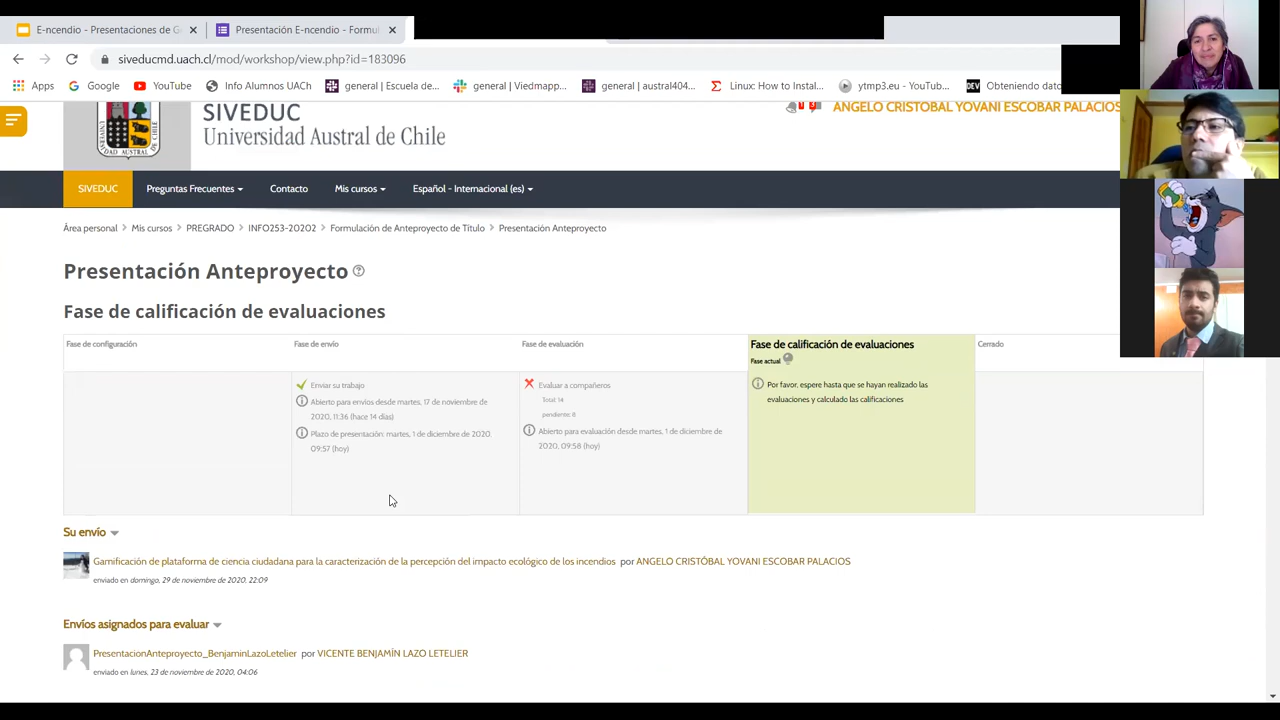 E-ncendio - Presentaciones de G
Presentación E-ncendio - Formul
siveducmd.uach.cl/mod/workshop/view.php?id=183096
Apps
Google
YouTube
Info Alumnos UACh
general | Escuela de...
general | Viedmapp...
general | austral404...
Linux: How to Instal...
ytmp3.eu - YouTub...
Obteniendo dato
SIVEDUC
Universidad Austral de Chile
ANGELO CRISTOBAL YOVANI ESCOBAR PALACIOS
SIVEDUC
Preguntas Frecuentes
Contacto
Mis cursos
Español - Internacional (es)
Área personal
Mis cursos
PREGRADO
INFO253-20202
Formulación de Anteproyecto de Título
Presentación Anteproyecto
Presentación Anteproyecto
Fase de calificación de evaluaciones
Fase de configuración
Fase de envío
Enviar su trabajo
Abierto para envíos desde martes, 17 de noviembre de
2020, 11:36 (hace 14 días)
Plazo de presentación: martes, 1 de diciembre de 2020,
09:57 (hoy)
Fase de evaluación
Evaluar a compañeros
Total: 14
pendiente: 8
Abierto para evaluación desde martes, 1 de diciembre de
2020, 09:58 (hoy)
Fase de calificación de evaluaciones
Fase actual
Por favor, espere hasta que se hayan realizado las
evaluaciones y calculado las calificaciones
Cerrado
Su envío
Gamificación de plataforma de ciencia ciudadana para la caracterización de la percepción del impacto ecológico de los incendios por ANGELO CRISTÓBAL YOVANI ESCOBAR PALACIOS
enviado en domingo, 29 de noviembre de 2020, 22:09
Envíos asignados para evaluar
PresentacionAnteproyecto_BenjaminLazoLetelier por VICENTE BENJAMÍN LAZO LETELIER
enviado en lunes, 23 de noviembre de 2020, 04:06